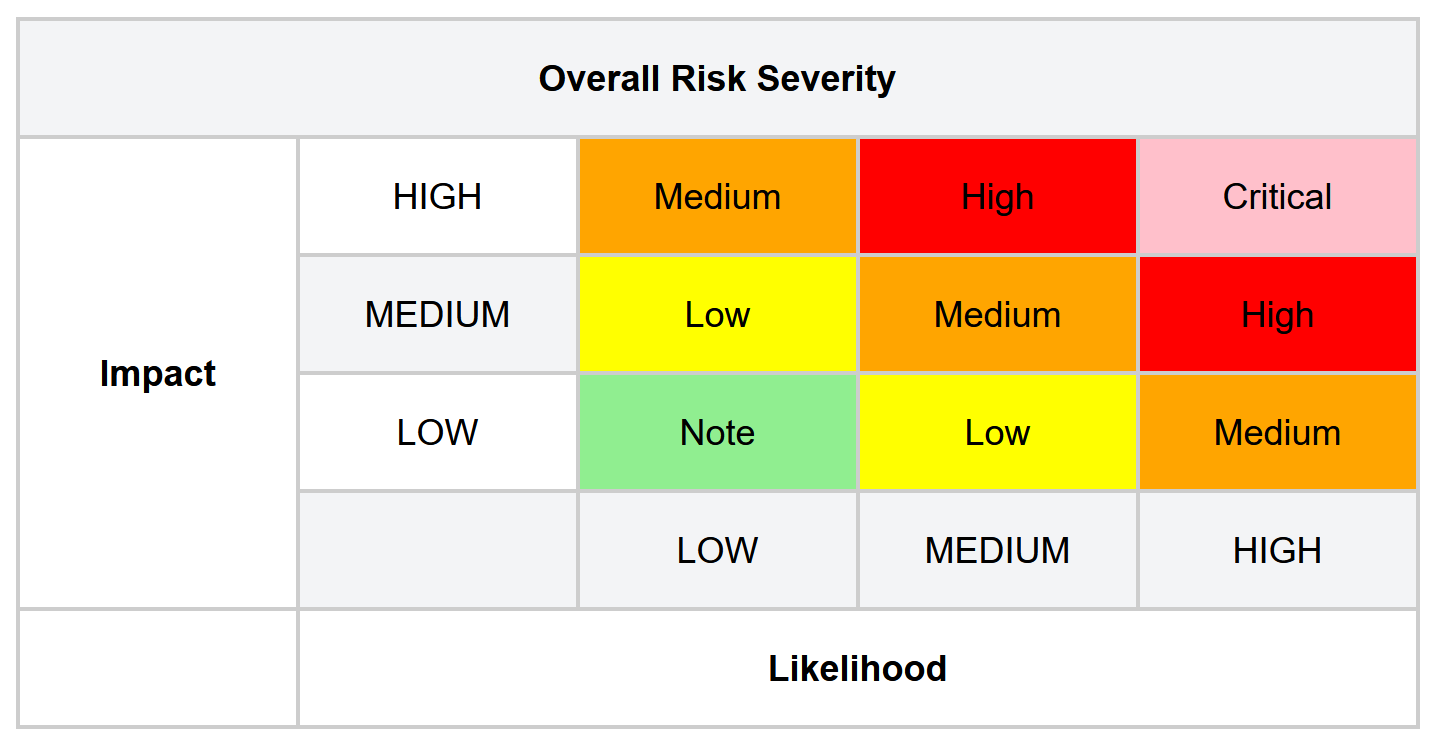 Overall Risk Severity
HIGH Medium High Critical
MEDIUM Low Medium High
Impact
LOW Note Low Medium
LOW MEDIUM HIGH
Likelihood